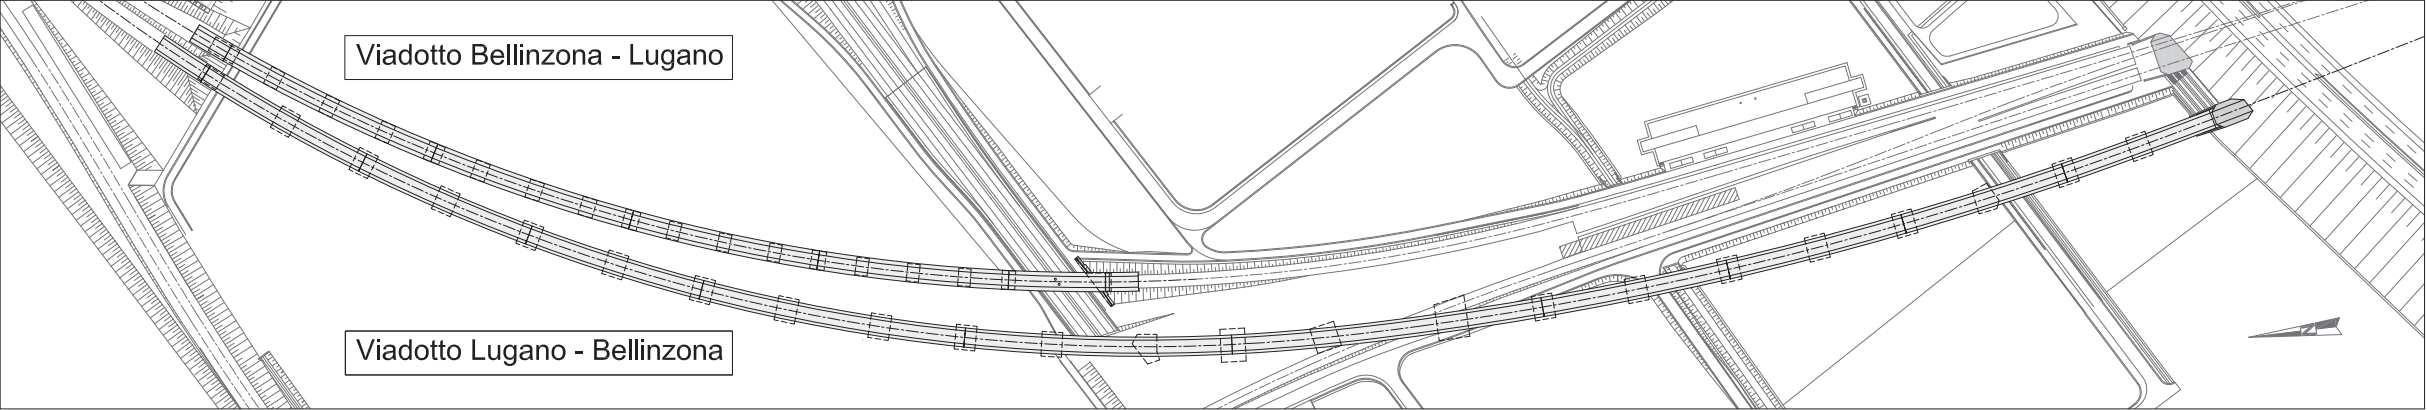 Viadotto Bellinzona - Lugano
Viadotto Lugano - Bellinzona
N